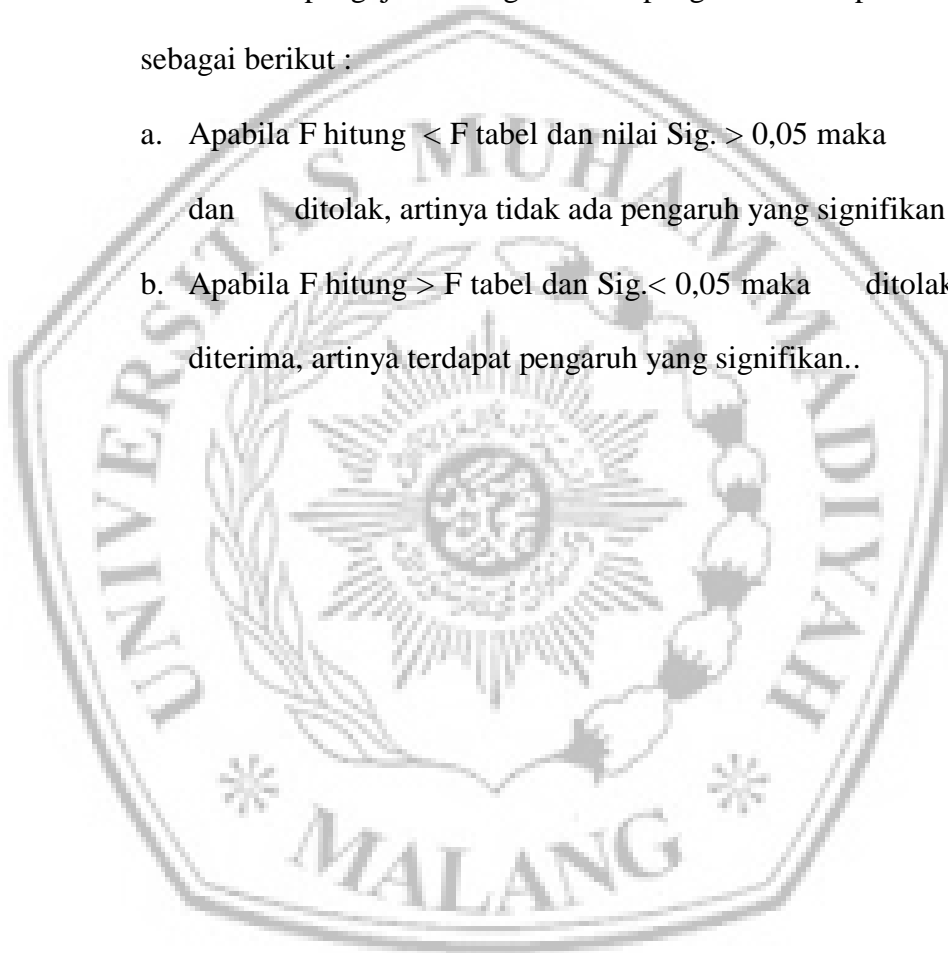 sebagai berikut :
a. Apabila F hitung < F tabel dan nilai Sig. > 0,05 maka
dan ditolak, artinya tidak ada pengaruh yang signifikan
b. Apabila F hitung > F tabel dan Sig.< 0,05 maka ditolak
diterima, artinya terdapat pengaruh yang signifikan..
UNIVERSITAS MUHAMMADIYAH
MALANG